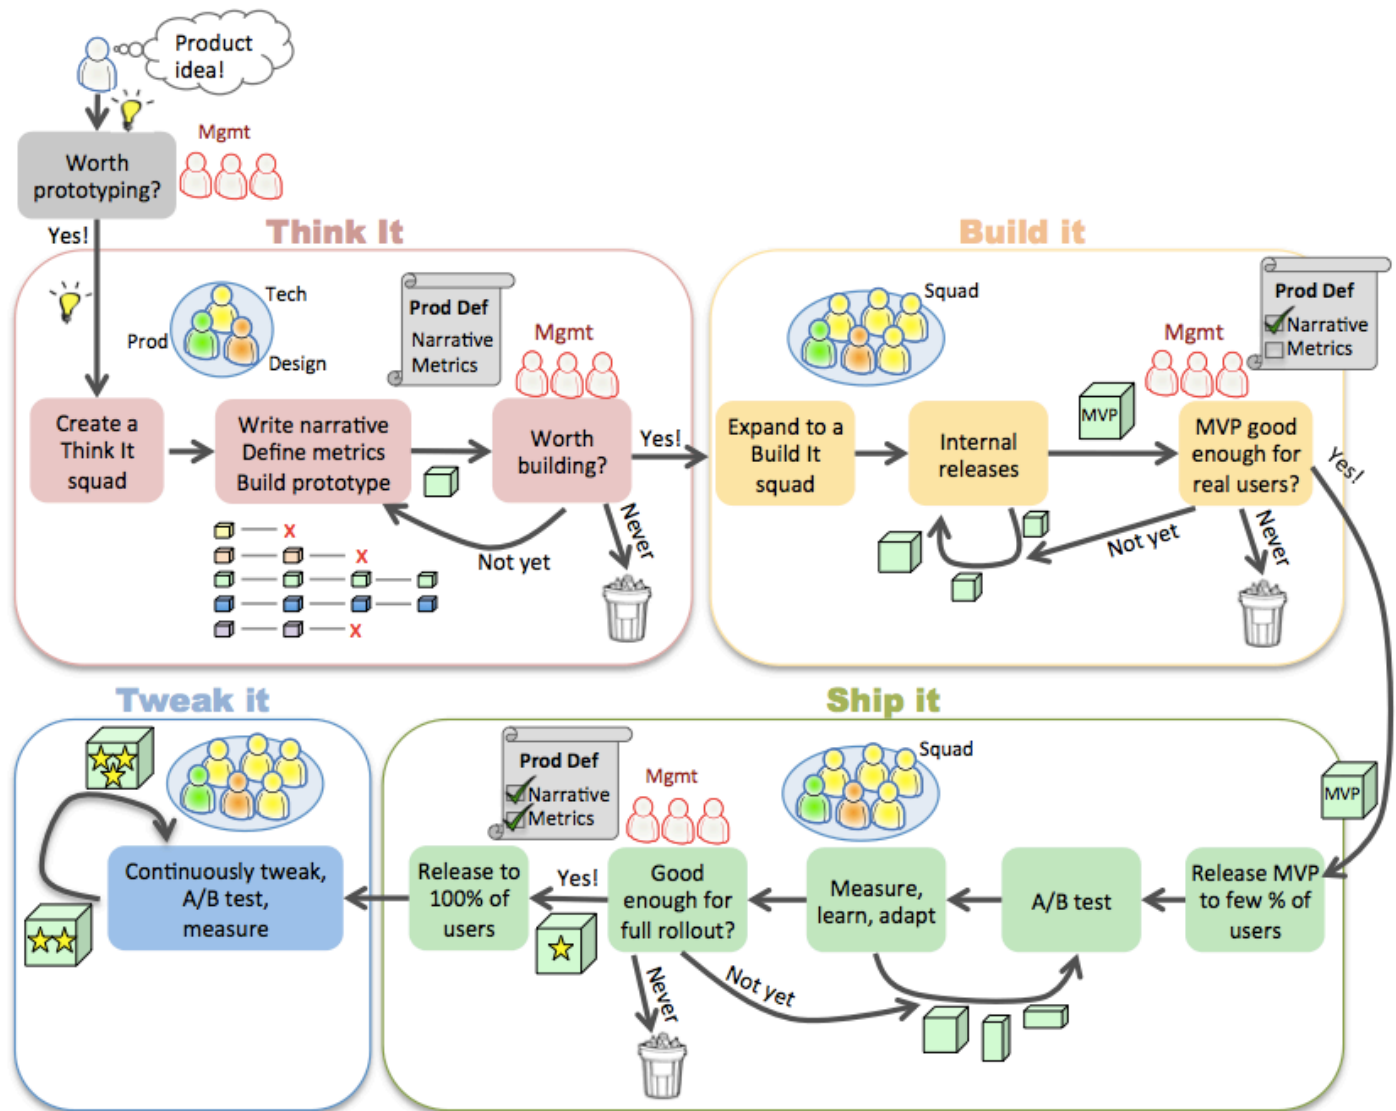 Product
idea!
Mgmt
Worth
prototyping?
Yes!
Think It
Build it
Tech
Prod
Design
Prod Def
Narrative
Metrics
Mgmt
Create a
Think It
squad
Write narrative
Define metrics
Build prototype
Worth
building?
Yes!
Not yet
Never
X
X
X
Squad
Prod Def
Narrative
Metrics
Mgmt
Expand to a
Build It
squad
Internal
releases
MVP
MVP good
enough for
real users?
Yes!
Not yet
Never
Tweak it
Ship it
MVP
Squad
Prod Def
Narrative
Metrics
Mgmt
Release MVP
to few % of
users
A/B test
Measure,
learn, adapt
Good
enough for
full rollout?
Yes!
Not yet
Never
Release to
100% of
users
Continuously tweak,
A/B test,
measure